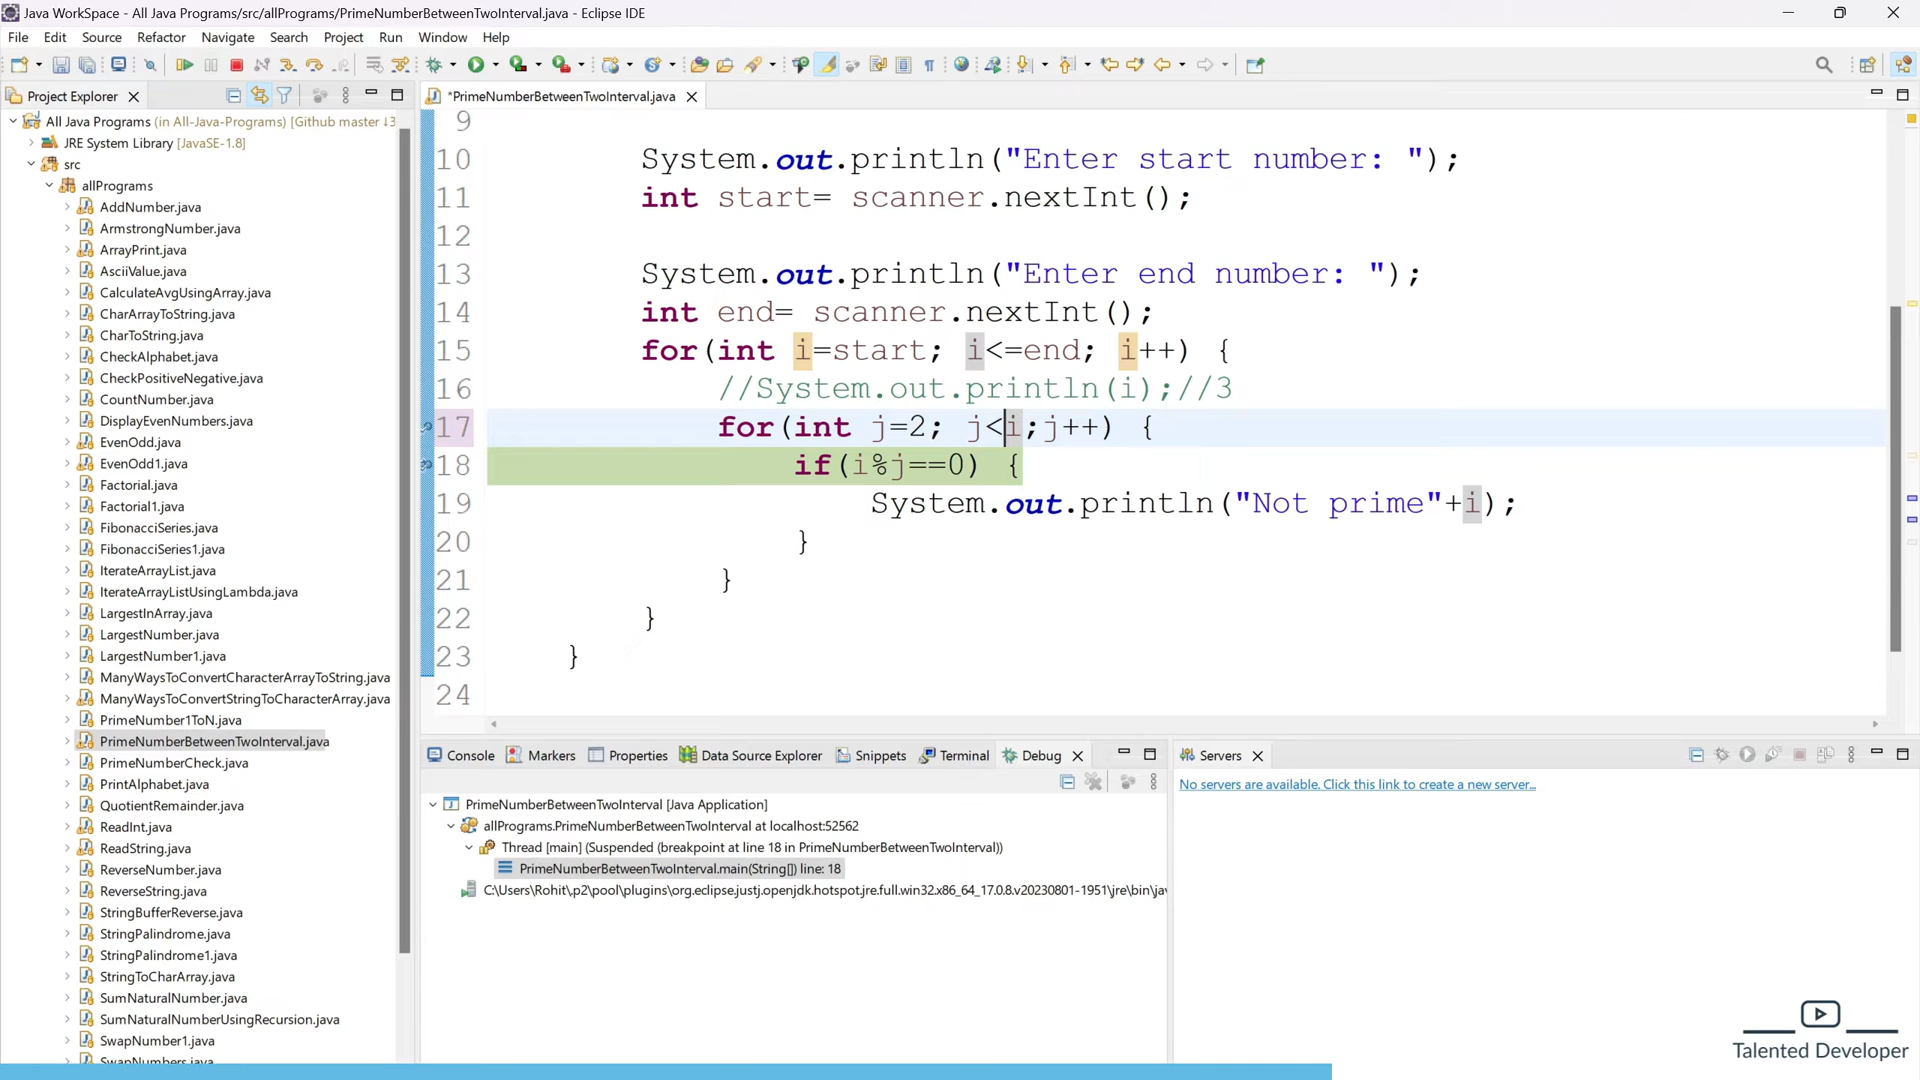 Java WorkSpace - All Java Programs/src/allPrograms/PrimeNumberBetweenTwoInterval.java - Eclipse IDE
File Edit Source Refactor Navigate Search Project Run Window Help
Project Explorer
All Java Programs (in All-Java-Programs) [Github master ↓3
JRE System Library [JavaSE-1.8]
src
allPrograms
AddNumber.java
ArmstrongNumber.java
ArrayPrint.java
AsciiValue.java
CalculateAvgUsingArray.java
CharArrayToString.java
CharToString.java
CheckAlphabet.java
CheckPositiveNegative.java
CountNumber.java
DisplayEvenNumbers.java
EvenOdd.java
EvenOdd1.java
Factorial.java
Factorial1.java
FibonacciSeries.java
FibonacciSeries1.java
IterateArrayList.java
IterateArrayListUsingLambda.java
LargestInArray.java
LargestNumber.java
LargestNumber1.java
ManyWaysToConvertCharacterArrayToString.java
ManyWaysToConvertStringToCharacterArray.java
PrimeNumber1ToN.java
PrimeNumberBetweenTwoInterval.java
PrimeNumberCheck.java
PrintAlphabet.java
QuotientRemainder.java
ReadInt.java
ReadString.java
ReverseNumber.java
ReverseString.java
StringBufferReverse.java
StringPalindrome.java
StringPalindrome1.java
StringToCharArray.java
SumNaturalNumber.java
SumNaturalNumberUsingRecursion.java
SwapNumber1.java
SwapNumbers.java
*PrimeNumberBetweenTwoInterval.java
9
10 System.out.println("Enter start number: ");
11 int start= scanner.nextInt();
12
13 System.out.println("Enter end number: ");
14 int end= scanner.nextInt();
15 for(int i=start; i<=end; i++) {
16 //System.out.println(i);//3
17 for(int j=2; j<i;j++) {
18 if(i%j==0) {
19 System.out.println("Not prime"+i);
20 }
21 }
22 }
23 }
24
Console Markers Properties Data Source Explorer Snippets Terminal Debug
PrimeNumberBetweenTwoInterval [Java Application]
allPrograms.PrimeNumberBetweenTwoInterval at localhost:52562
Thread [main] (Suspended (breakpoint at line 18 in PrimeNumberBetweenTwoInterval))
PrimeNumberBetweenTwoInterval.main(String[]) line: 18
C:\Users\Rohit\.p2\pool\plugins\org.eclipse.justj.openjdk.hotspot.jre.full.win32.x86_64_17.0.8.v20230801-1951\jre\bin\jav
Servers
No servers are available. Click this link to create a new server...
Talented Developer